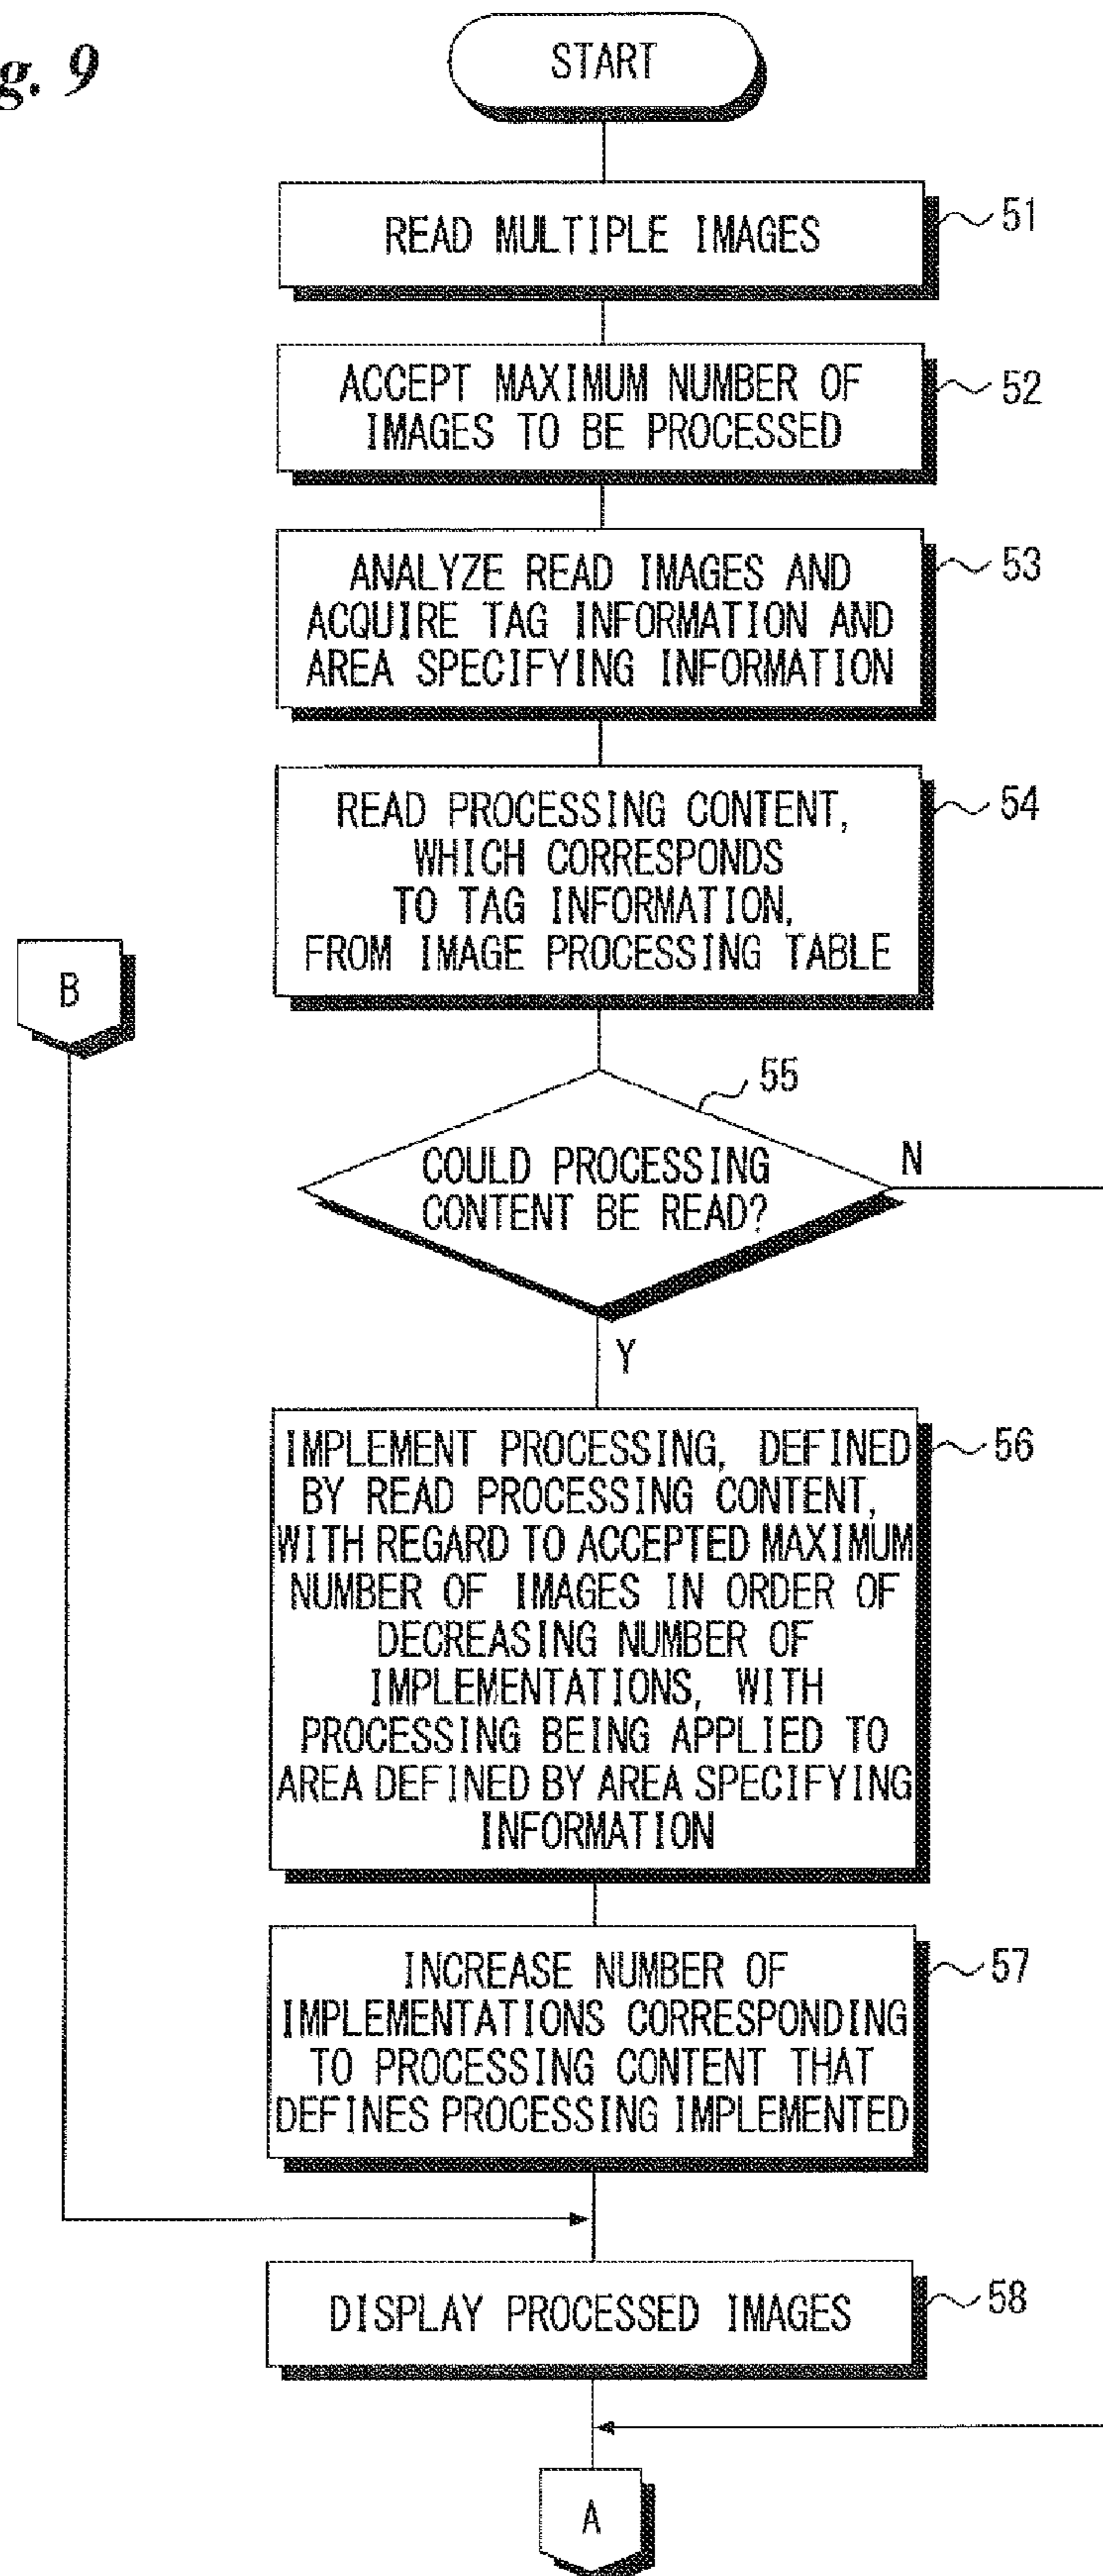 g. 9
START
READ MULTIPLE IMAGES
51
ACCEPT MAXIMUM NUMBER OF
IMAGES TO BE PROCESSED
52
ANALYZE READ IMAGES AND
ACQUIRE TAG INFORMATION AND
AREA SPECIFYING INFORMATION
53
READ PROCESSING CONTENT,
WHICH CORRESPONDS
TO TAG INFORMATION,
FROM IMAGE PROCESSING TABLE
54
B
55
COULD PROCESSING
CONTENT BE READ?
N
Y
IMPLEMENT PROCESSING, DEFINED
BY READ PROCESSING CONTENT,
WITH REGARD TO ACCEPTED MAXIMUM
NUMBER OF IMAGES IN ORDER OF
DECREASING NUMBER OF
IMPLEMENTATIONS, WITH
PROCESSING BEING APPLIED TO
AREA DEFINED BY AREA SPECIFYING
INFORMATION
56
INCREASE NUMBER OF
IMPLEMENTATIONS CORRESPONDING
TO PROCESSING CONTENT THAT
DEFINES PROCESSING IMPLEMENTED
57
DISPLAY PROCESSED IMAGES
58
A